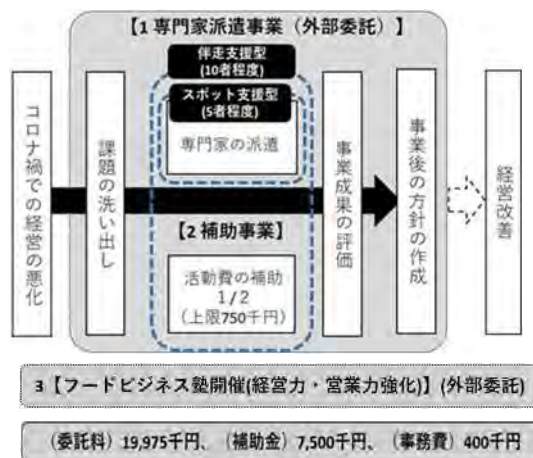 【1 専門家派遣事業(外部委託)】
伴走支援型
(10者程度)
スポット支援型
(5者程度)
専門家の派遣
コロナ禍での経営の悪化
課題の洗い出し
【2 補助事業】
活動費の補助
1/2
(上限750千円)
事業成果の評価
事業後の方針の作成
経営改善
3【フードビジネス塾開催(経営力・営業力強化)】(外部委託)
(委託料)19,975千円、(補助金)7,500千円、(事務費)400千円